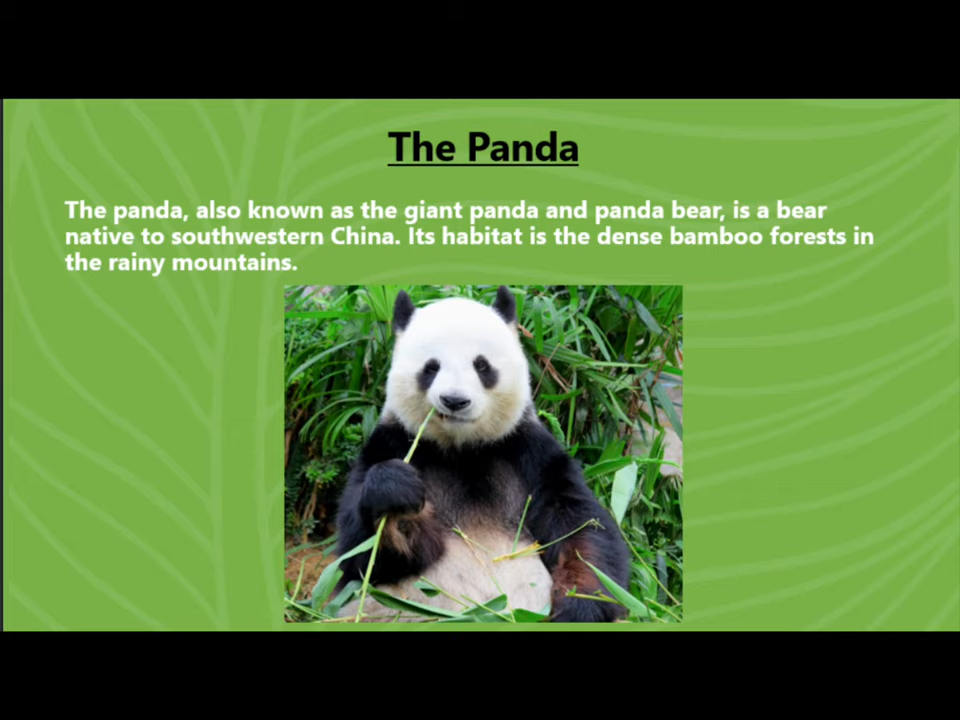 The Panda
The panda, also known as the giant panda and panda bear, is a bear
native to southwestern China. Its habitat is the dense bamboo forests in
the rainy mountains.